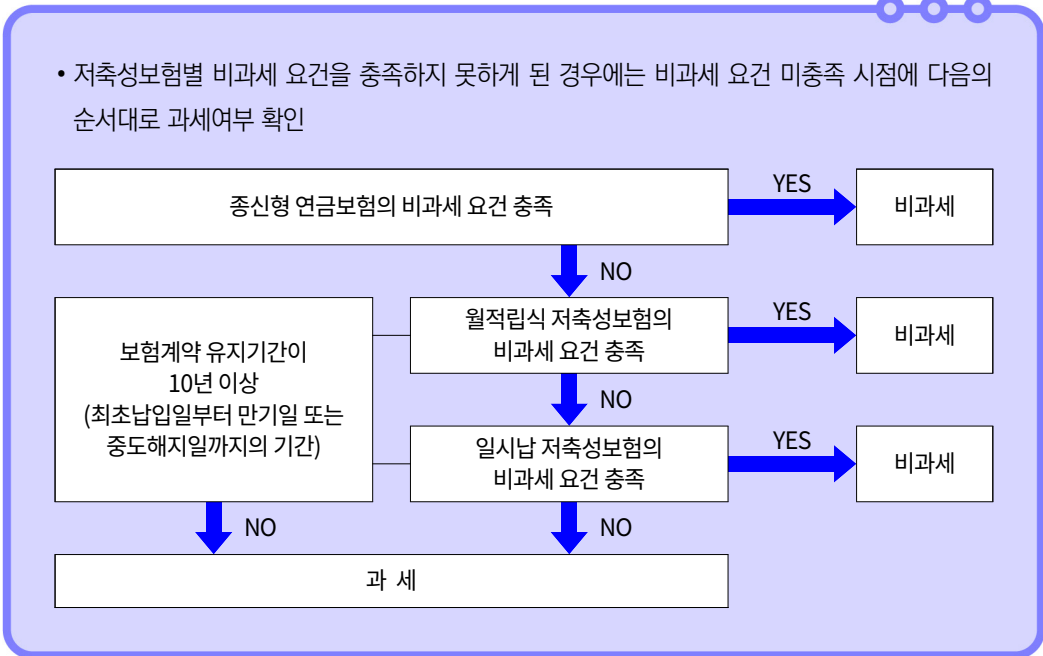 • 저축성보험별 비과세 요건을 충족하지 못하게 된 경우에는 비과세 요건 미충족 시점에 다음의
순서대로 과세여부 확인
종신형 연금보험의 비과세 요건 충족
YES
비과세
NO
보험계약 유지기간이
10년 이상
(최초납입일부터 만기일 또는
중도해지일까지의 기간)
월적립식 저축성보험의
비과세 요건 충족
YES
비과세
NO
일시납 저축성보험의
비과세 요건 충족
YES
비과세
NO
NO
과 세